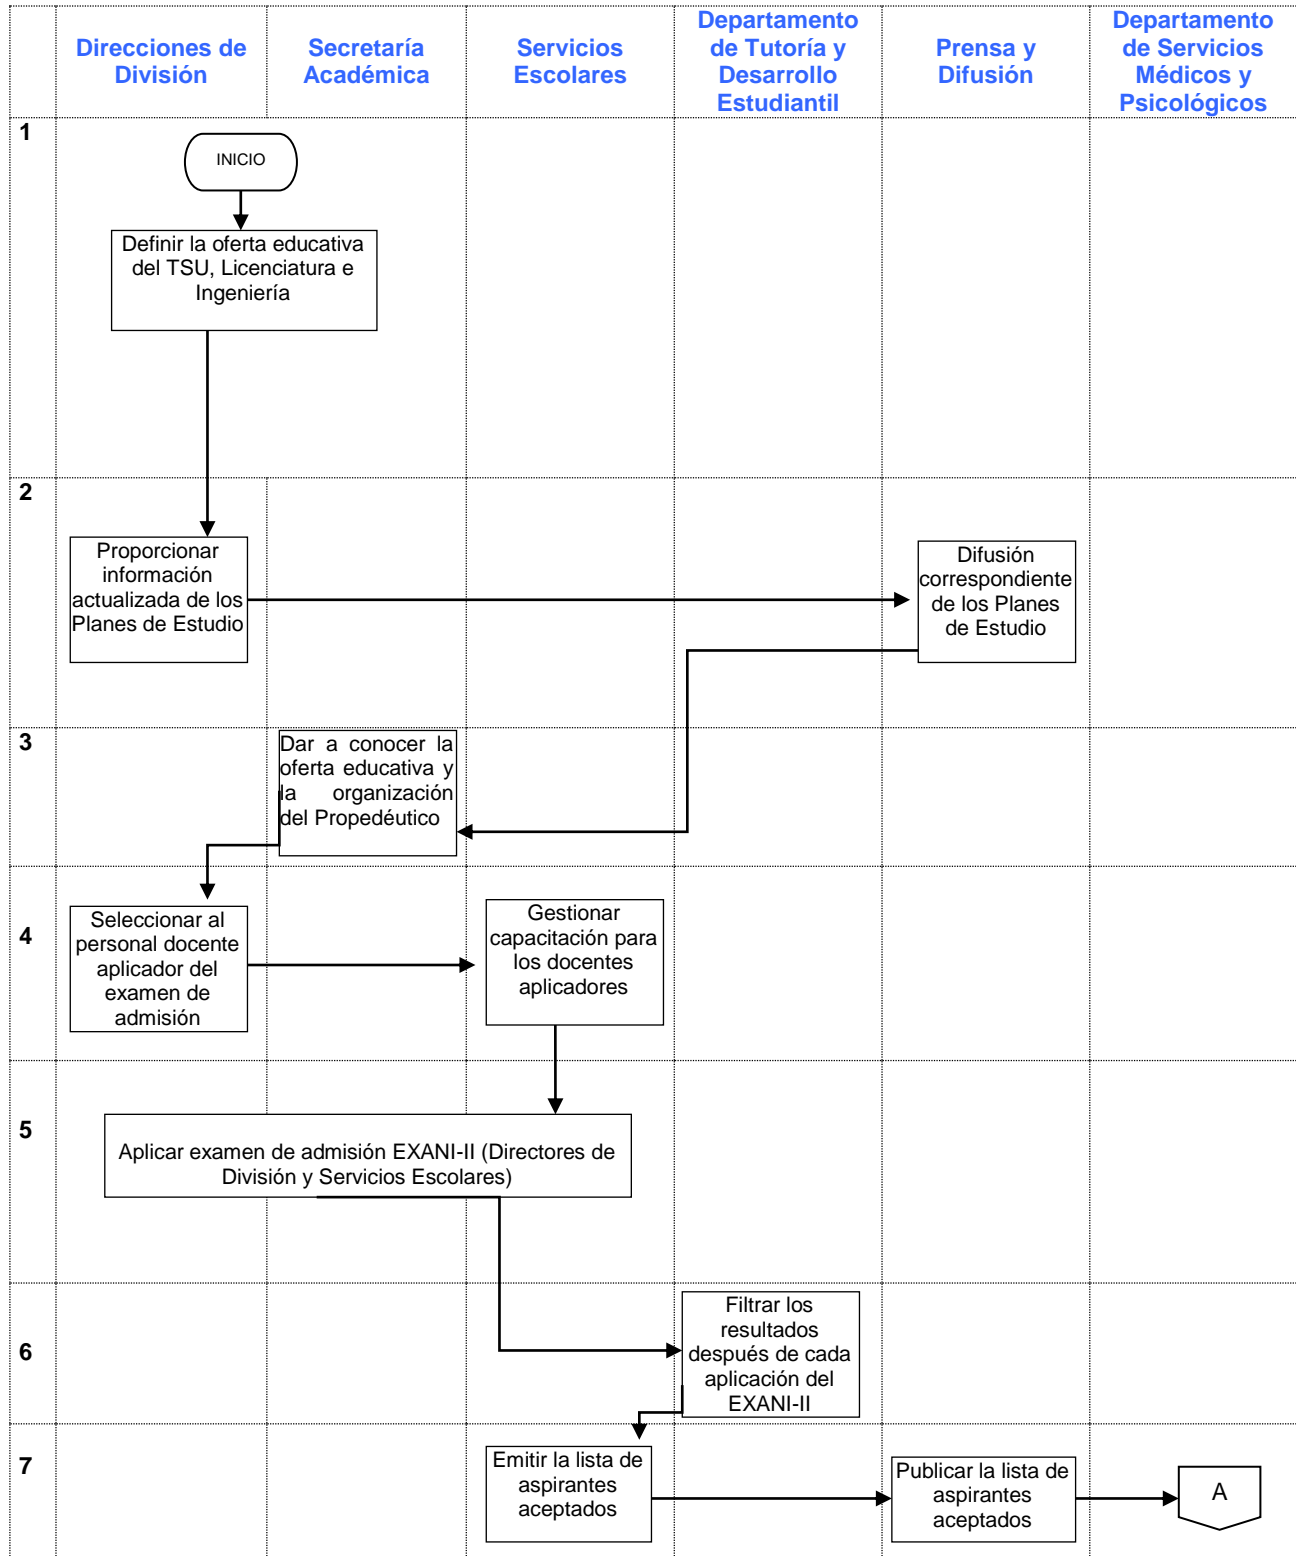 Direcciones de
División
Secretaría
Académica
Servicios
Escolares
Departamento
de Tutoría y
Desarrollo
Estudiantil
Prensa y
Difusión
Departamento
de Servicios
Médicos y
Psicológicos
1
INICIO
Definir la oferta educativa
del TSU, Licenciatura e
Ingeniería
2
Proporcionar
información
actualizada de los
Planes de Estudio
Difusión
correspondiente
de los Planes
de Estudio
3
Dar a conocer la
oferta educativa y
la organización
del Propedéutico
4
Seleccionar al
personal docente
aplicador del
examen de
admisión
Gestionar
capacitación para
los docentes
aplicadores
5
Aplicar examen de admisión EXANI-II (Directores de
División y Servicios Escolares)
6
Filtrar los
resultados
después de cada
aplicación del
EXANI-II
7
Emitir la lista de
aspirantes
aceptados
Publicar la lista de
aspirantes
aceptados
A